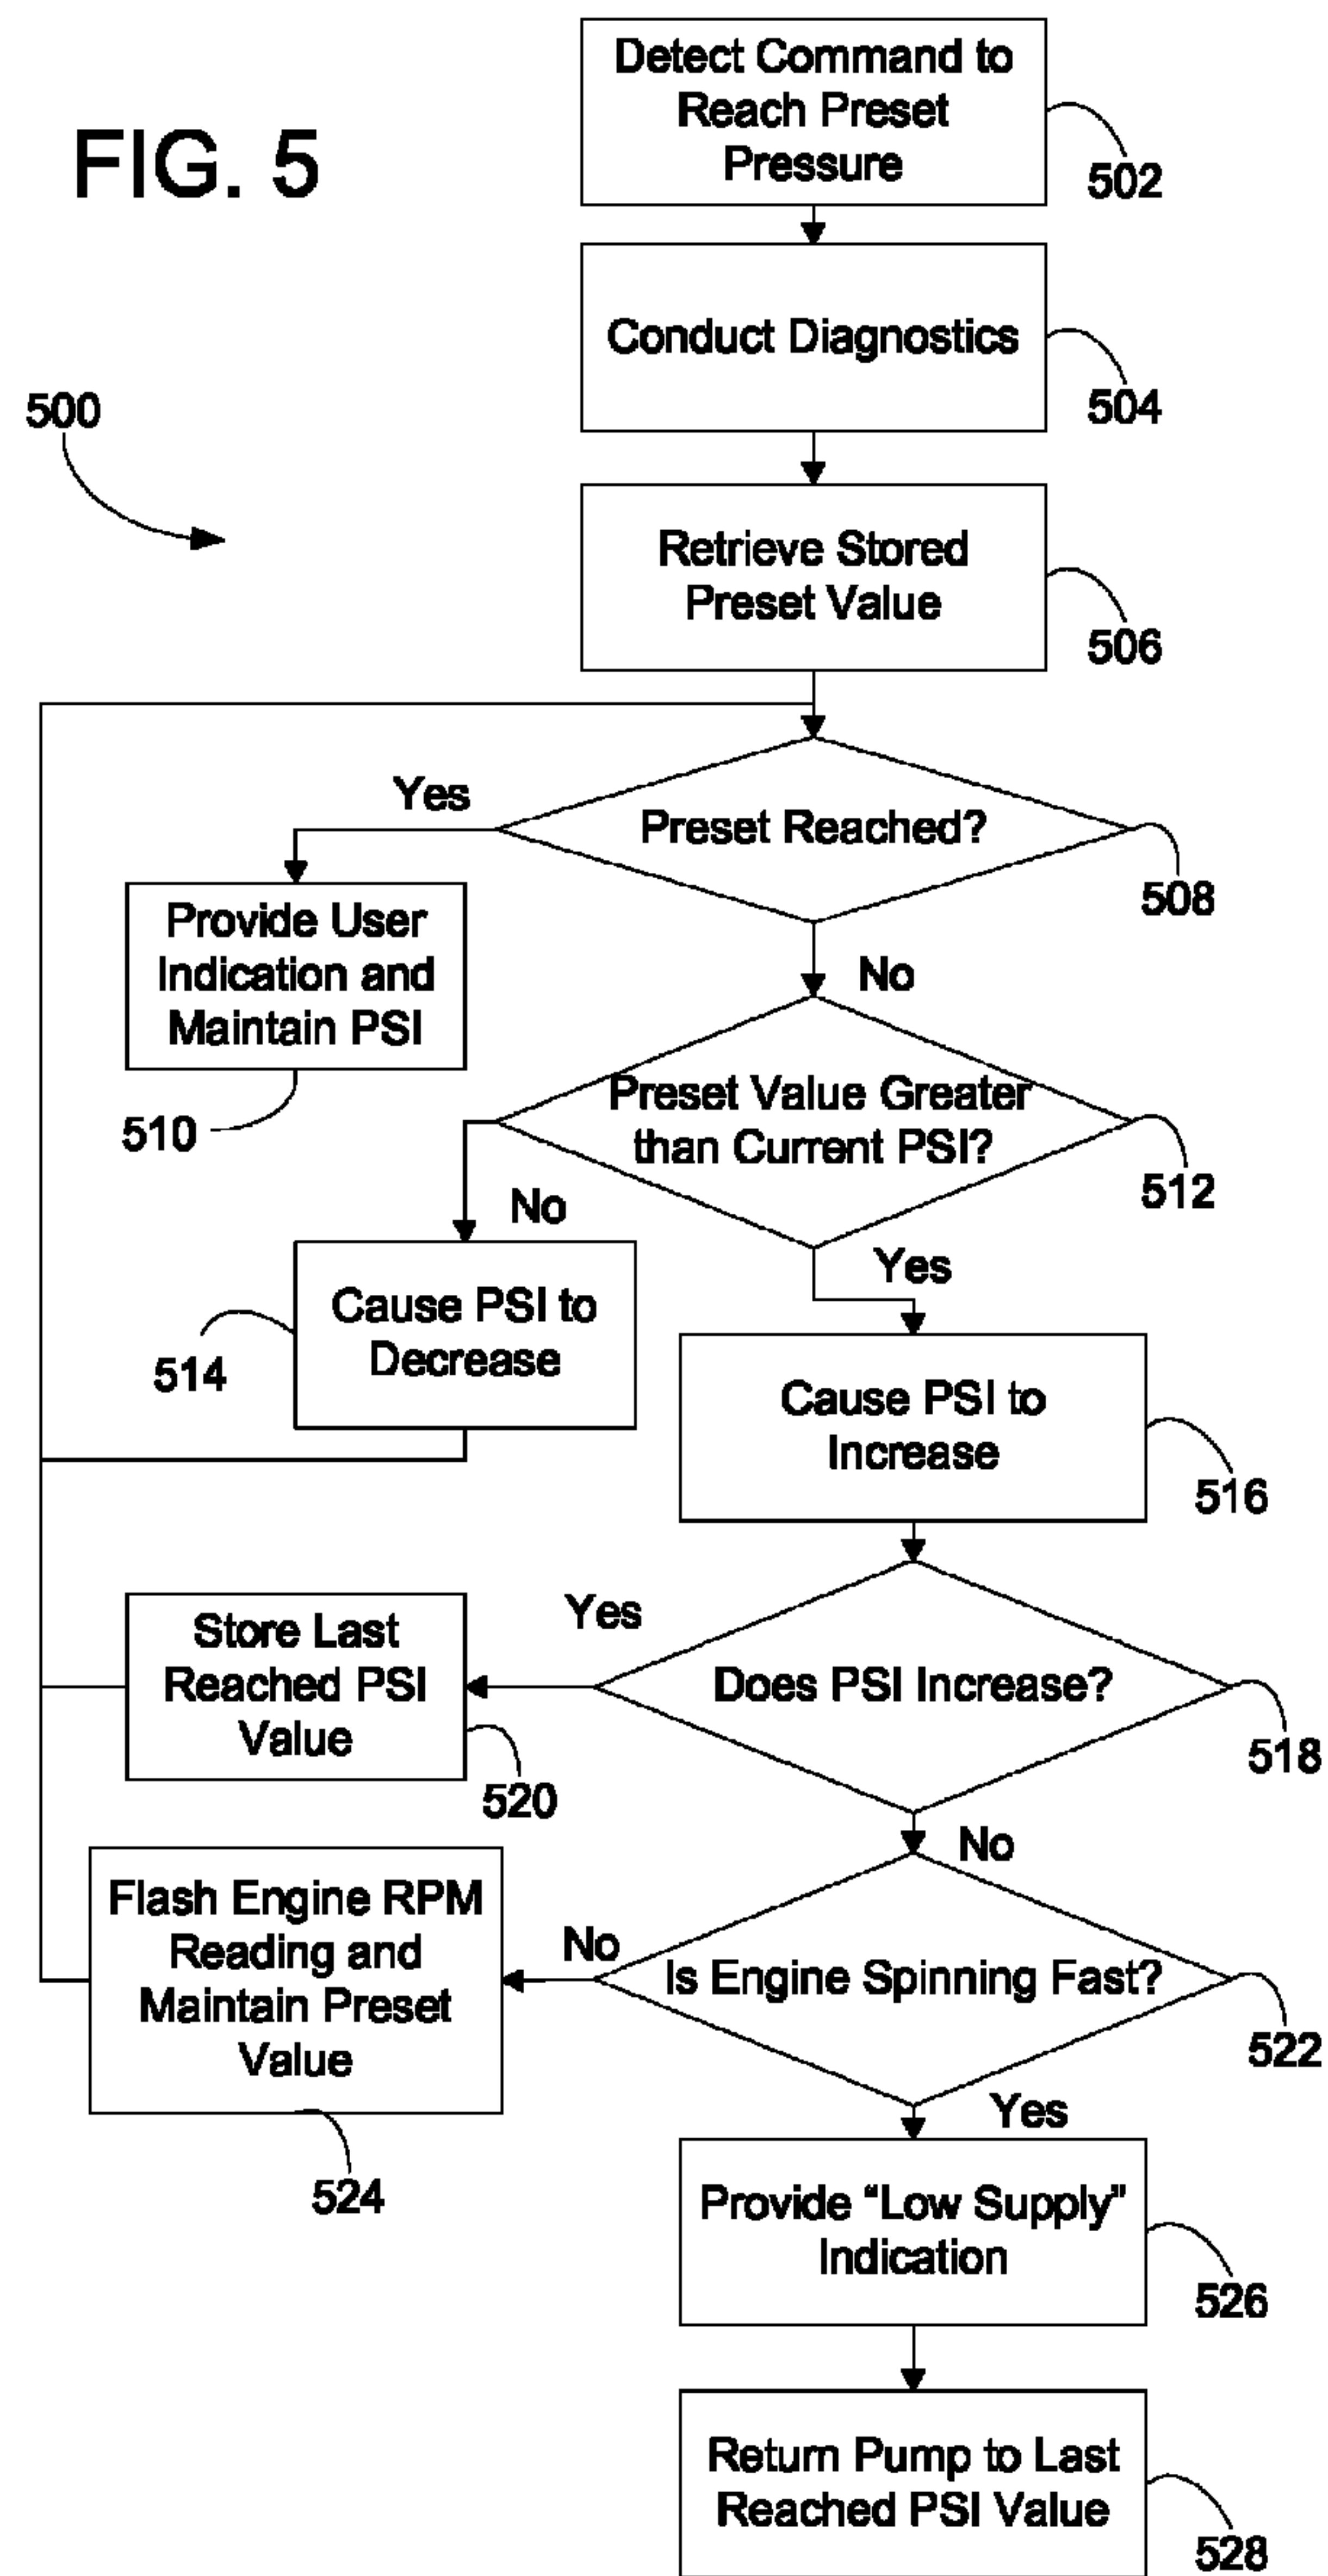 FIG. 5
Detect Command to
Reach Preset
Pressure
502
Conduct Diagnostics
504
500
Retrieve Stored
Preset Value
506
Yes
Preset Reached?
508
Provide User
Indication and
Maintain PSI
510
No
Preset Value Greater
than Current PSI?
512
No
Yes
Cause PSI to
Decrease
514
Cause PSI to
Increase
516
Yes
Store Last
Reached PSI
Value
520
Does PSI Increase?
518
No
Flash Engine RPM
Reading and
Maintain Preset
Value
524
No
Is Engine Spinning Fast?
522
Yes
Provide “Low Supply”
Indication
526
Return Pump to Last
Reached PSI Value
528